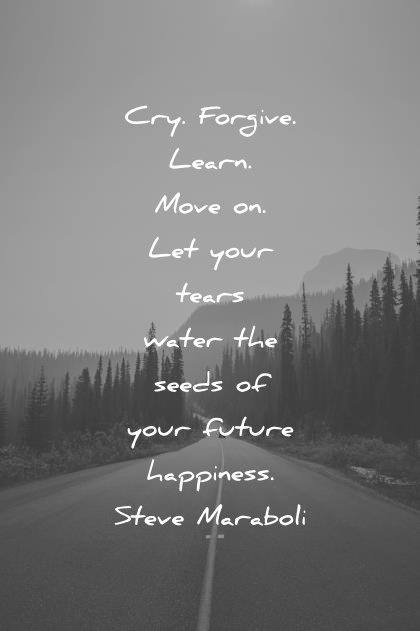 Cry. Forgive.
Learn.
Move on.
Let your
tears
water the
seeds of
your future
happiness.
Steve Maraboli